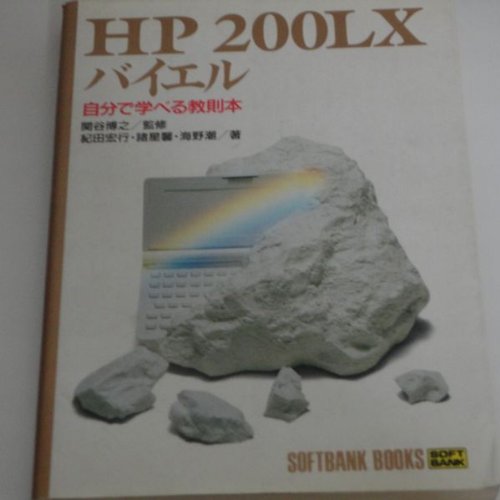 HP 200LX
バイエル
自分で学べる教則本
関谷博之／監修
紀田宏行・諸星馨・海野潮／著
SOFTBANK BOOKS
SOFT
BANK